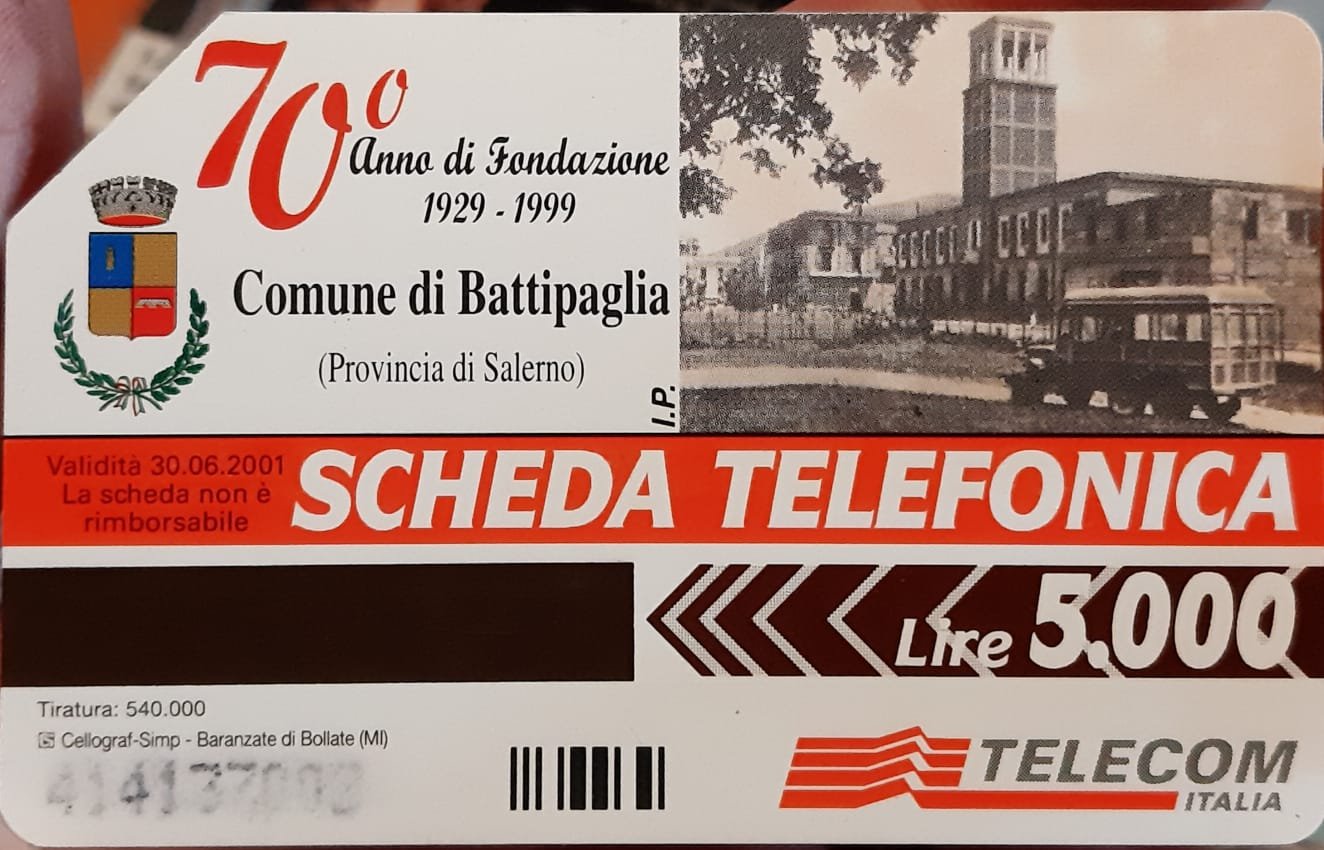 70º
Anno di Fondazione
1929 - 1999
Comune di Battipaglia
(Provincia di Salerno)
I.P.
Validità 30.06.2001
La scheda non è
rimborsabile
SCHEDA TELEFONICA
Lire 5.000
Tiratura: 540.000
Cellograf-Simp - Baranzate di Bollate (MI)
TELECOM
ITALIA